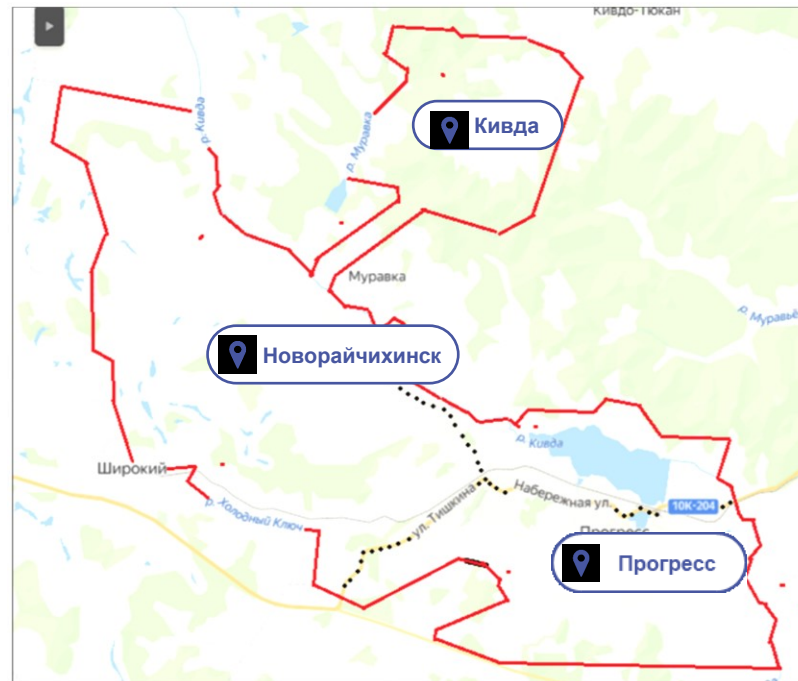 Кивдо-Тюкан
р. Кивда
р. Муравка
Кивда
Муравка
р. Муравьё
Новорайчихинск
р. Кивда
Широкий
р. Холодный Ключ
ул. Тишкина
Набережная ул.
10К-204
Прогресс
Прогресс